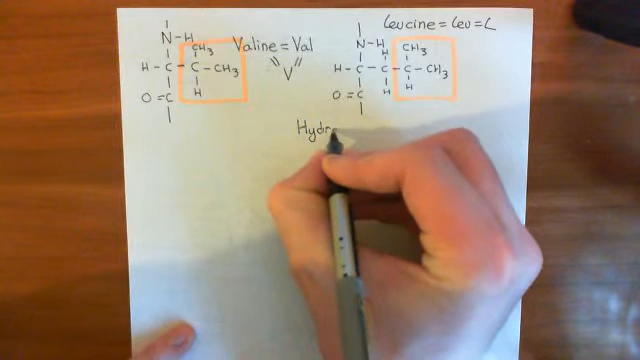 Valine = Val
V
N-H
CH3
H-C-C-CH3
H
O=C
Leucine = Leu = L
N-H
H
CH3
H-C-C-C-CH3
H
H
O=C
Hydr